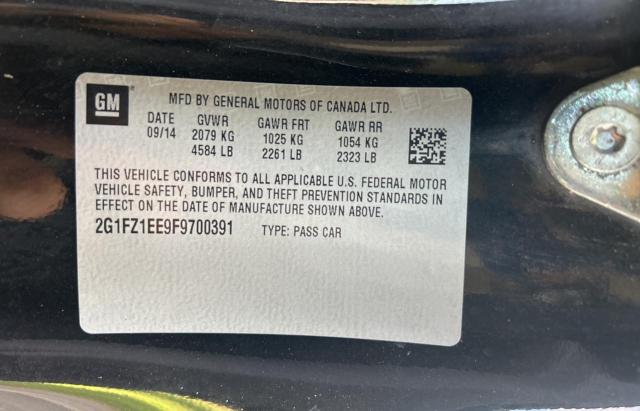 GM
MFD BY GENERAL MOTORS OF CANADA LTD.
DATE GVWR GAWR FRT GAWR RR
09/14 2079 KG 1025 KG 1054 KG
4584 LB 2261 LB 2323 LB
THIS VEHICLE CONFORMS TO ALL APPLICABLE U.S. FEDERAL MOTOR
VEHICLE SAFETY, BUMPER, AND THEFT PREVENTION STANDARDS IN
EFFECT ON THE DATE OF MANUFACTURE SHOWN ABOVE.
2G1FZ1EE9F9700391 TYPE: PASS CAR